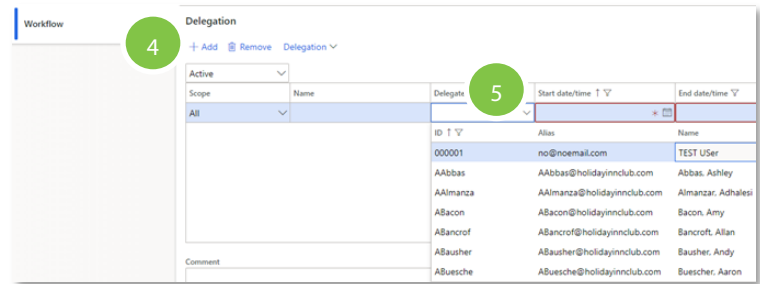 Workflow
Delegation
4
+ Add Remove Delegation
Active
Scope Name Delegate Start date/time ↑ End date/time
5
All *
ID ↑ Alias Name
000001 no@noemail.com TEST USer
AAbbas AAbbas@holidayinnclub.com Abbas, Ashley
AAlmanza AAlmanza@holidayinnclub.com Almanzar, Adhalesi
ABacon ABacon@holidayinnclub.com Bacon, Amy
ABancrof ABancrof@holidayinnclub.com Bancroft, Allan
ABausher ABausher@holidayinnclub.com Bausher, Andy
ABuesche ABuesche@holidayinnclub.com Buescher, Aaron
Comment